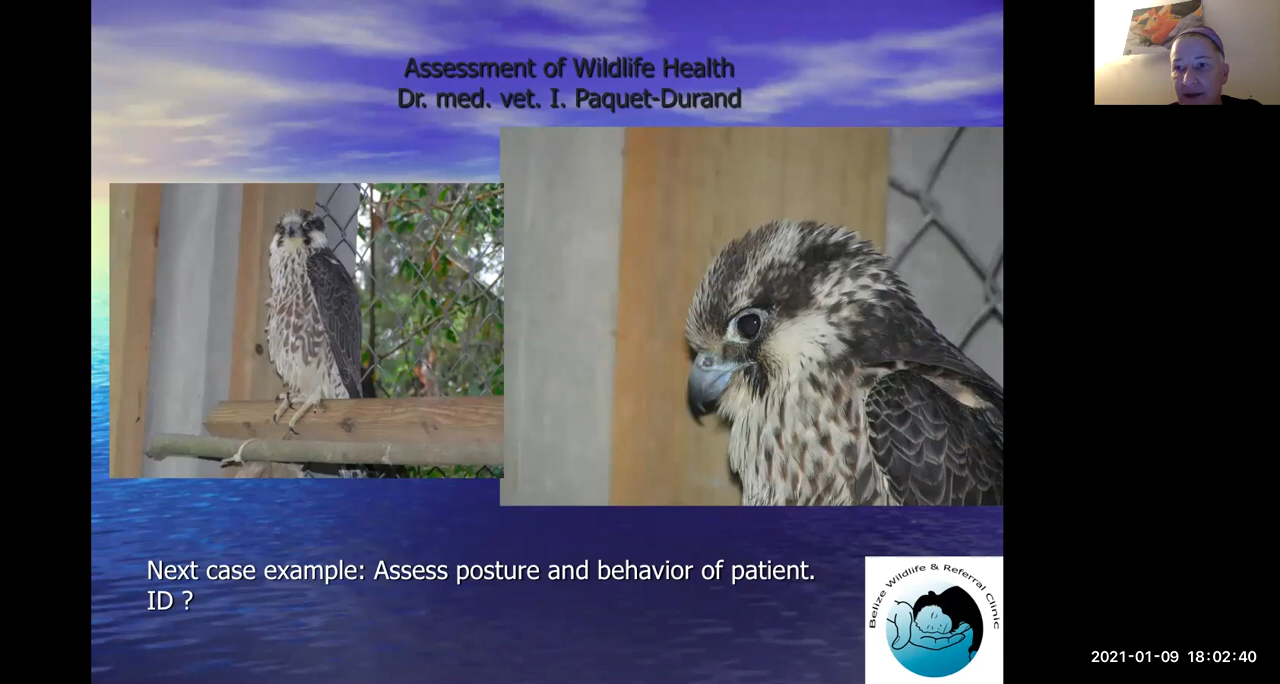 Assessment of Wildlife Health
Dr. med. vet. I. Paquet-Durand
Next case example: Assess posture and behavior of patient.
ID ?
Belize Wildlife & Referral Clinic
2021-01-09 18:02:40